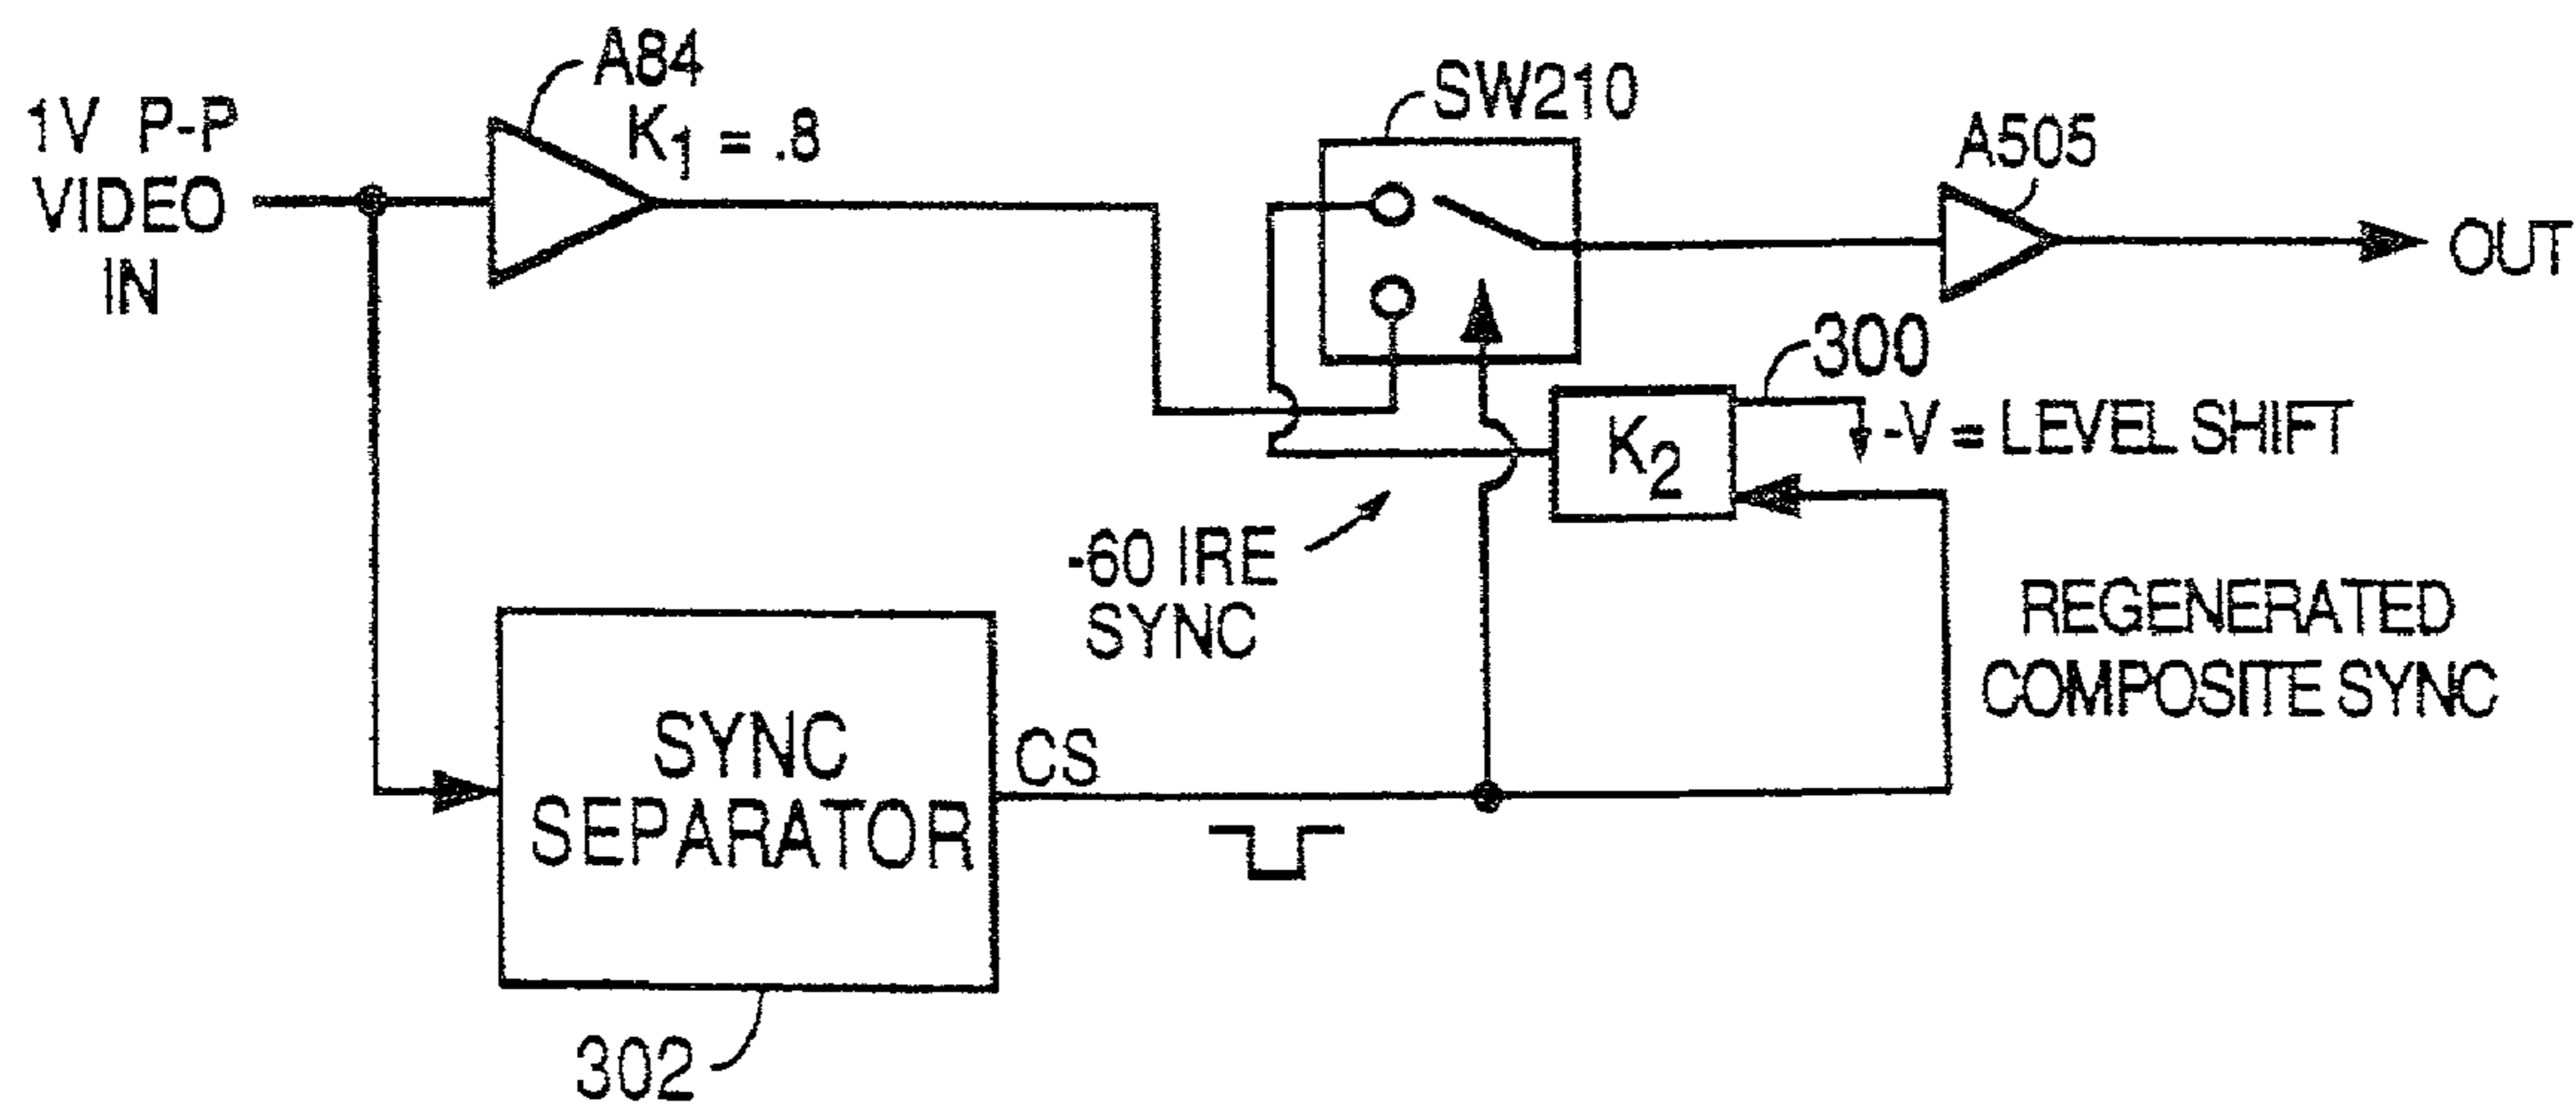 1V P-P
VIDEO
IN
A84
K1 = .8
SW210
A505
OUT
300
K2
-V = LEVEL SHIFT
-60 IRE
SYNC
REGENERATED
COMPOSITE SYNC
SYNC
SEPARATOR
CS
302